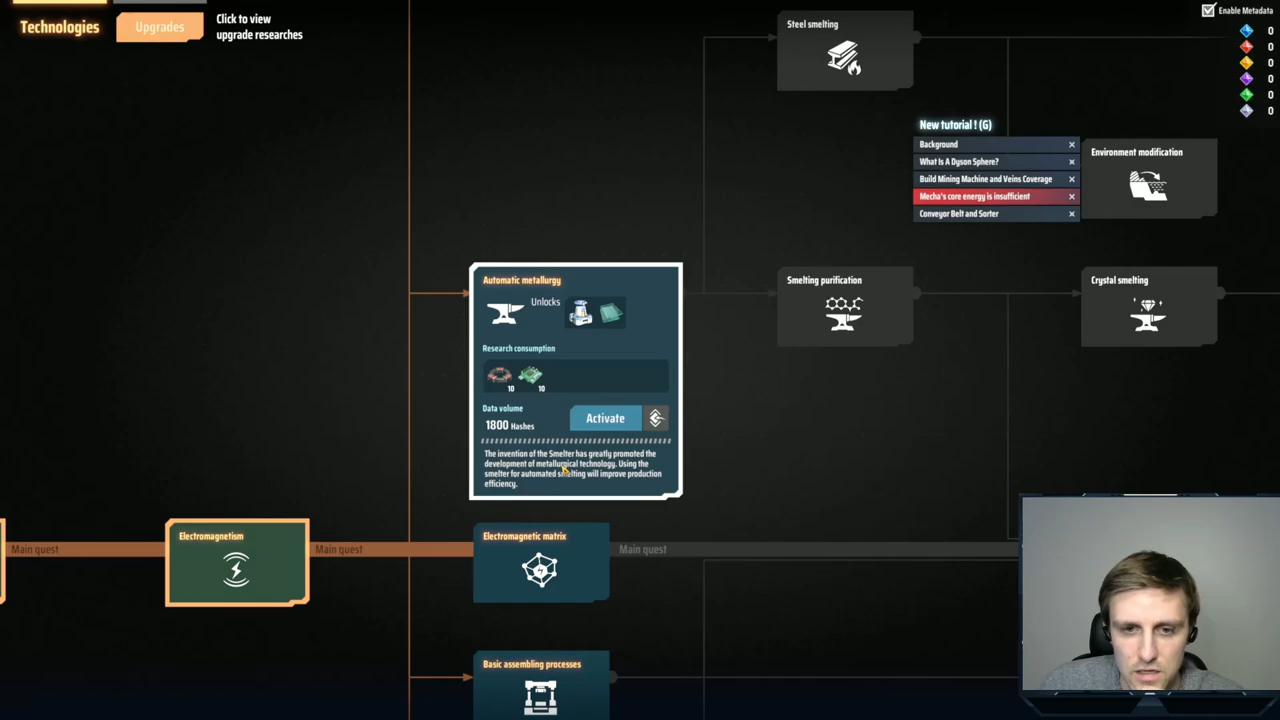 Technologies
Upgrades
Click to view
upgrade researches
Steel smelting
Enable Metadata
0
0
0
0
0
0
New tutorial ! (G)
Background
What Is A Dyson Sphere?
Build Mining Machine and Veins Coverage
Mecha's core energy is insufficient
Conveyor Belt and Sorter
Environment modification
Automatic metallurgy
Unlocks
Research consumption
10
10
Data volume
1800 Hashes
Activate
The invention of the Smelter has greatly promoted the
development of metallurgical technology. Using the
smelter for automated smelting will improve production
efficiency.
Smelting purification
Crystal smelting
Main quest
Electromagnetism
Main quest
Electromagnetic matrix
Main quest
Basic assembling processes